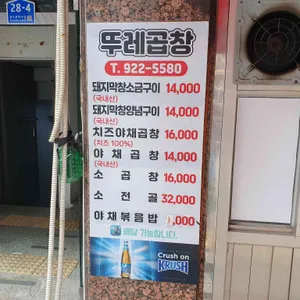 28-4
뚜레곱창
T. 922-5580
돼지막창소금구이 14,000
(국내산)
돼지막창양념구이 14,000
(국내산)
치즈야채곱창 16,000
(치즈 100%)
야채곱창 14,000
(국내산)
소곱창 16,000
소전골 32,000
야채볶음밥 ,000
배달 가능합니다.
Crush on
KRUSH